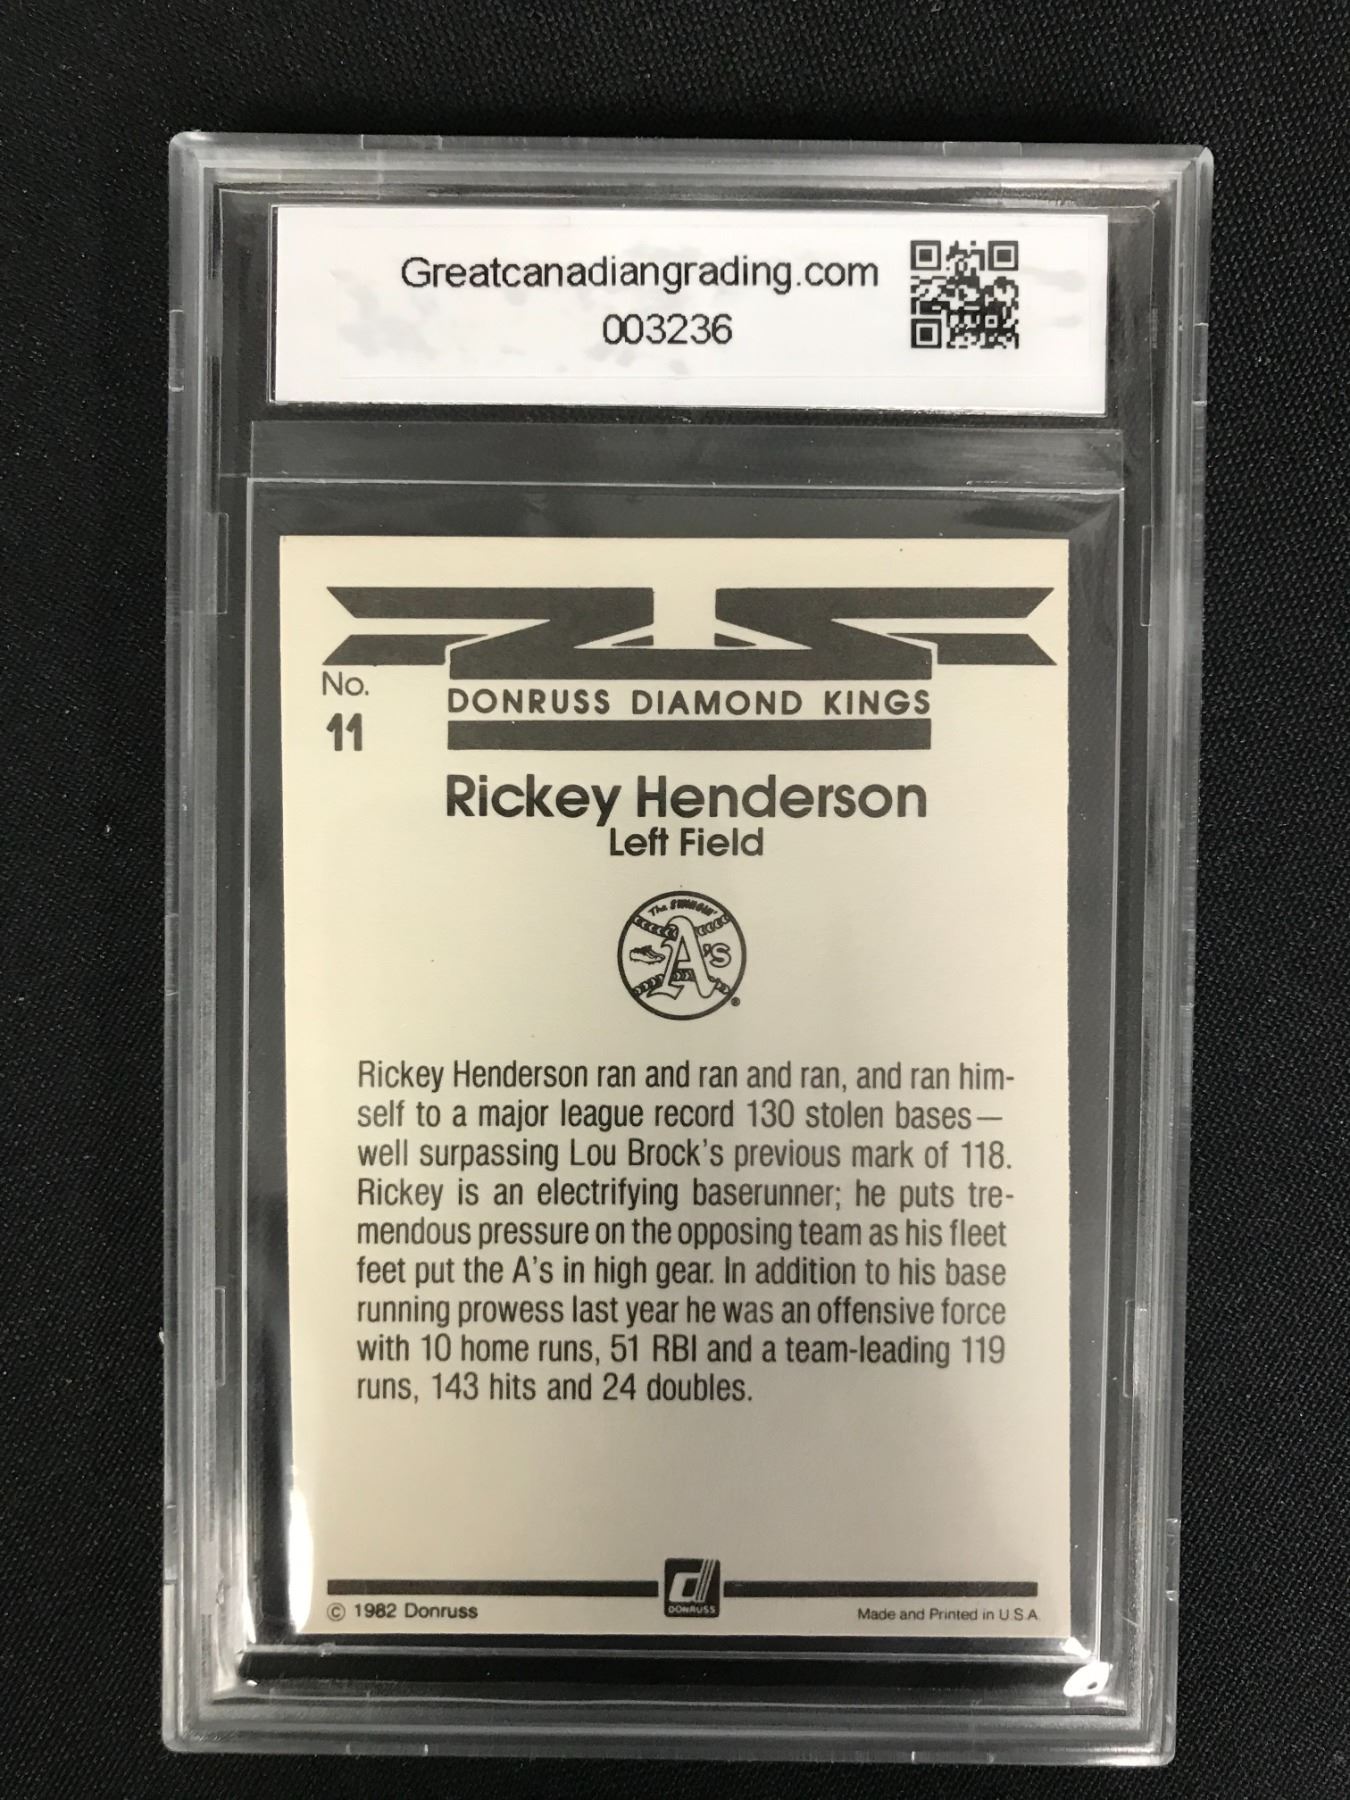 Greatcanadiangrading.com
003236
No.
11
DONRUSS DIAMOND KINGS
Rickey Henderson
Left Field
The SWINGIN'
A's
®
Rickey Henderson ran and ran and ran, and ran him-
self to a major league record 130 stolen bases—
well surpassing Lou Brock's previous mark of 118.
Rickey is an electrifying baserunner; he puts tre-
mendous pressure on the opposing team as his fleet
feet put the A's in high gear. In addition to his base
running prowess last year he was an offensive force
with 10 home runs, 51 RBI and a team-leading 119
runs, 143 hits and 24 doubles.
d
DONRUSS
© 1982 Donruss
Made and Printed in U.S.A.